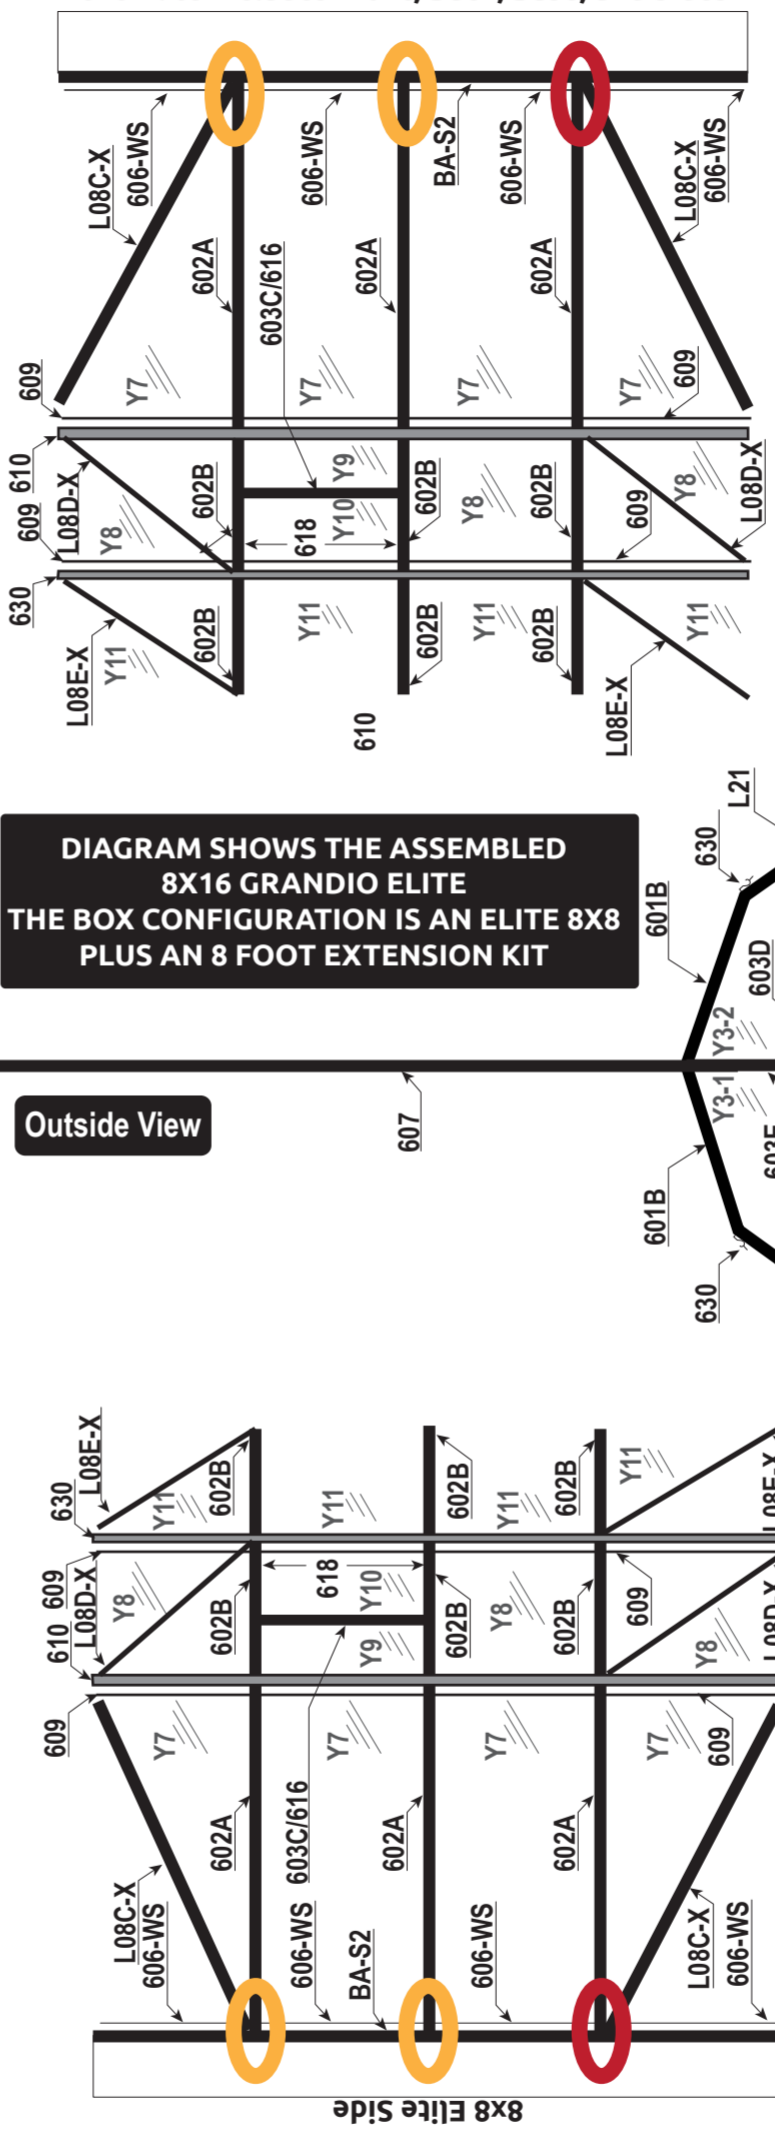 L08C-X
606-WS
606-WS
BA-S2
606-WS
L08C-X
606-WS
602A
603C/616
602A
602A
609
Y7
Y7
Y7
Y7
609
610
L08D-X
609
Y8
602B
Y9
Y10
618
602B
Y8
602B
609
Y8
L08D-X
630
L08E-X
Y11
602B
Y11
602B
Y11
602B
Y11
L08E-X
610
DIAGRAM SHOWS THE ASSEMBLED
8X16 GRANDIO ELITE
THE BOX CONFIGURATION IS AN ELITE 8X8
PLUS AN 8 FOOT EXTENSION KIT
L21
630
601B
603D
Y3-2
Y3-1
607
Outside View
601B
630
630
L08E-X
Y11
602B
Y11
602B
Y11
602B
Y11
L08E-X
610
609
L08D-X
Y8
602B
618
Y10
Y9
602B
Y8
602B
609
Y8
L08D-X
609
Y7
Y7
Y7
Y7
609
602A
603C/616
602A
602A
L08C-X
606-WS
606-WS
BA-S2
606-WS
L08C-X
606-WS
8x8 Elite Side